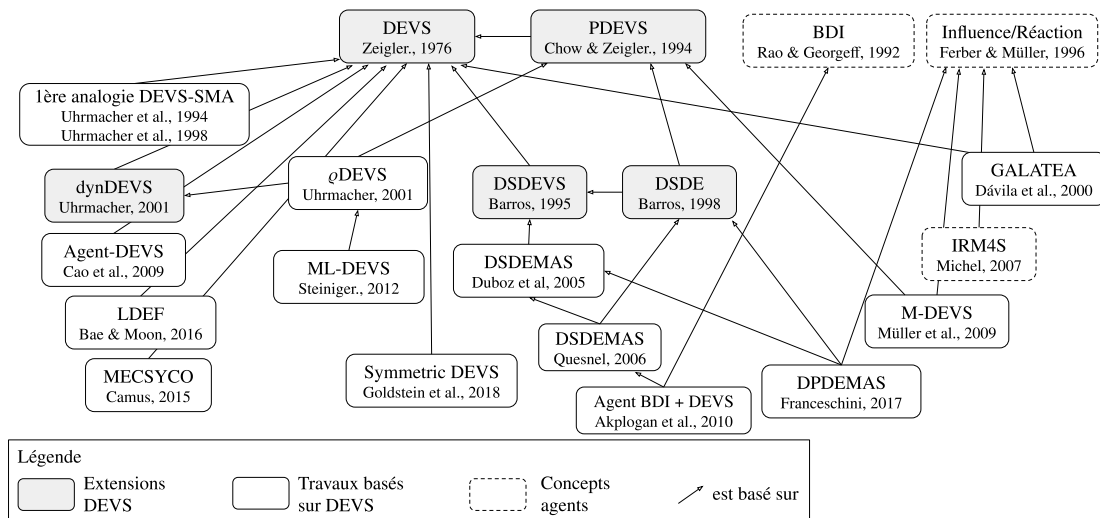 DEVS
Zeigler., 1976
PDEVS
Chow & Zeigler., 1994
BDI
Rao & Georgeff, 1992
Influence/Réaction
Ferber & Müller, 1996
1ère analogie DEVS-SMA
Uhrmacher et al., 1994
Uhrmacher et al., 1998
dynDEVS
Uhrmacher, 2001
ϱDEVS
Uhrmacher, 2001
DSDEVS
Barros, 1995
DSDE
Barros, 1998
GALATEA
Dávila et al., 2000
Agent-DEVS
Cao et al., 2009
ML-DEVS
Steiniger., 2012
DSDEMAS
Duboz et al, 2005
IRM4S
Michel, 2007
LDEF
Bae & Moon, 2016
DSDEMAS
Quesnel, 2006
M-DEVS
Müller et al., 2009
MECSYCO
Camus, 2015
Symmetric DEVS
Goldstein et al., 2018
Agent BDI + DEVS
Akplogan et al., 2010
DPDEMAS
Franceschini, 2017
Légende
Extensions
DEVS
Travaux basés
sur DEVS
Concepts
agents
est basé sur